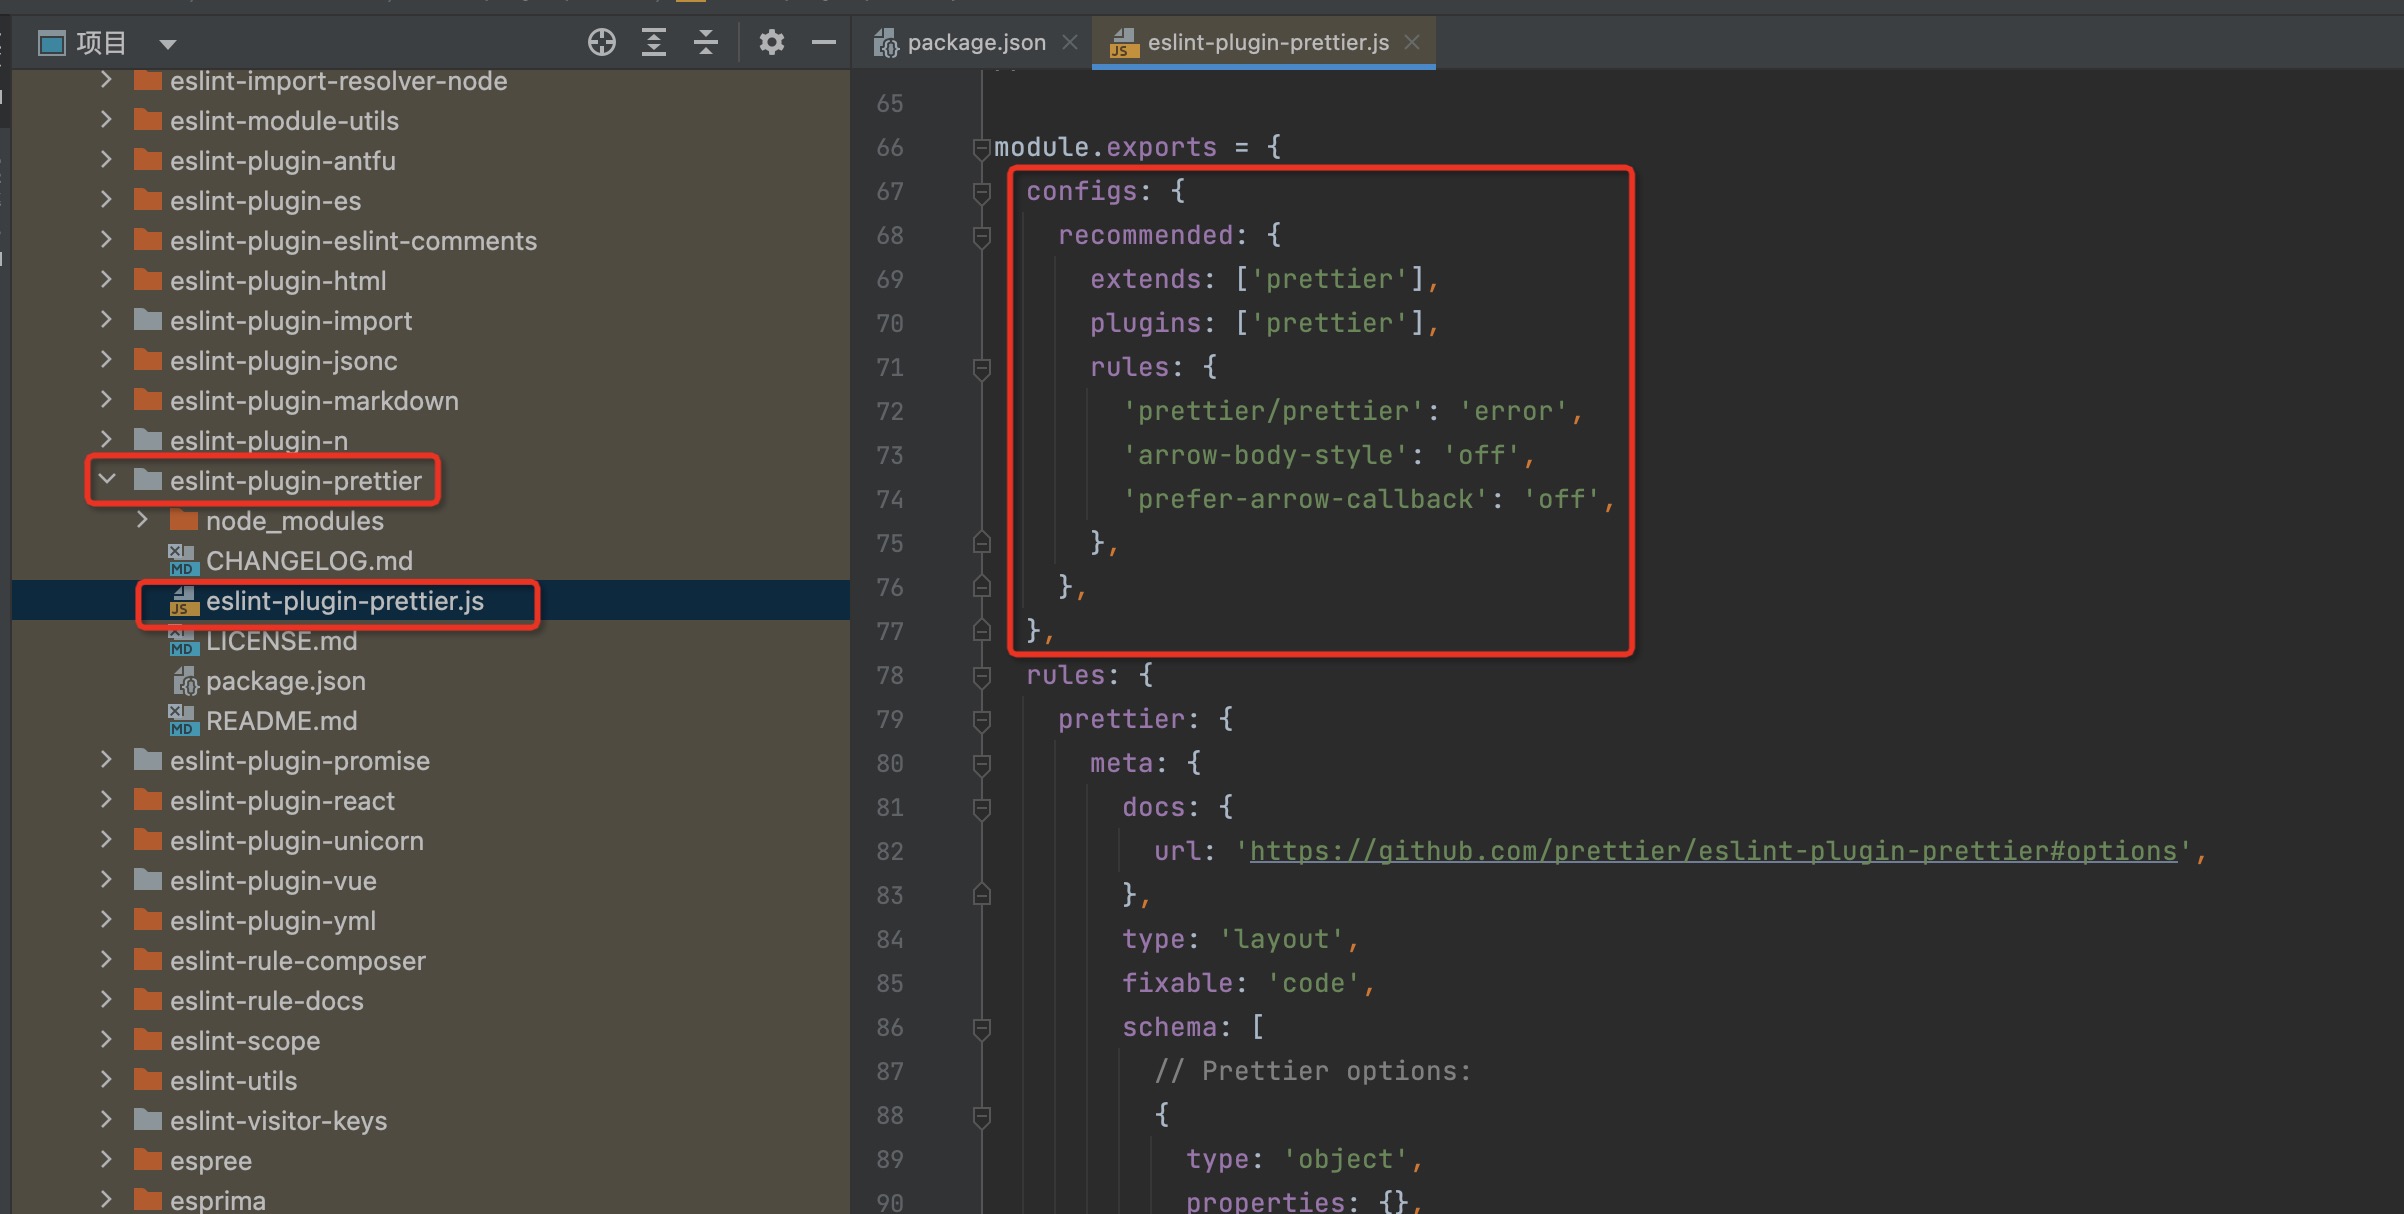 项目
eslint-import-resolver-node
eslint-module-utils
eslint-plugin-antfu
eslint-plugin-es
eslint-plugin-eslint-comments
eslint-plugin-html
eslint-plugin-import
eslint-plugin-jsonc
eslint-plugin-markdown
eslint-plugin-n
eslint-plugin-prettier
node_modules
CHANGELOG.md
eslint-plugin-prettier.js
LICENSE.md
package.json
README.md
eslint-plugin-promise
eslint-plugin-react
eslint-plugin-unicorn
eslint-plugin-vue
eslint-plugin-yml
eslint-rule-composer
eslint-rule-docs
eslint-scope
eslint-utils
eslint-visitor-keys
espree
esprima
package.json
eslint-plugin-prettier.js
65
66 module.exports = {
67 configs: {
68 recommended: {
69 extends: ['prettier'],
70 plugins: ['prettier'],
71 rules: {
72 'prettier/prettier': 'error',
73 'arrow-body-style': 'off',
74 'prefer-arrow-callback': 'off',
75 },
76 },
77 },
78 rules: {
79 prettier: {
80 meta: {
81 docs: {
82 url: 'https://github.com/prettier/eslint-plugin-prettier#options',
83 },
84 type: 'layout',
85 fixable: 'code',
86 schema: [
87 // Prettier options:
88 {
89 type: 'object',
90 properties: {},